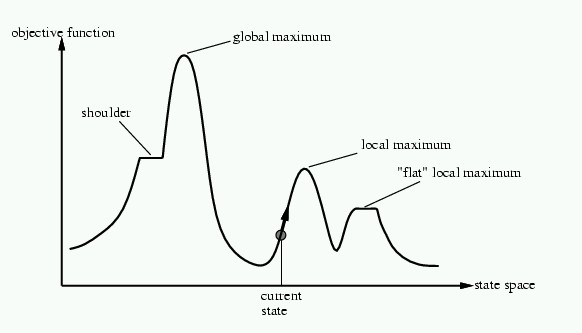 objective function
global maximum
shoulder
local maximum
"flat" local maximum
state space
current
state